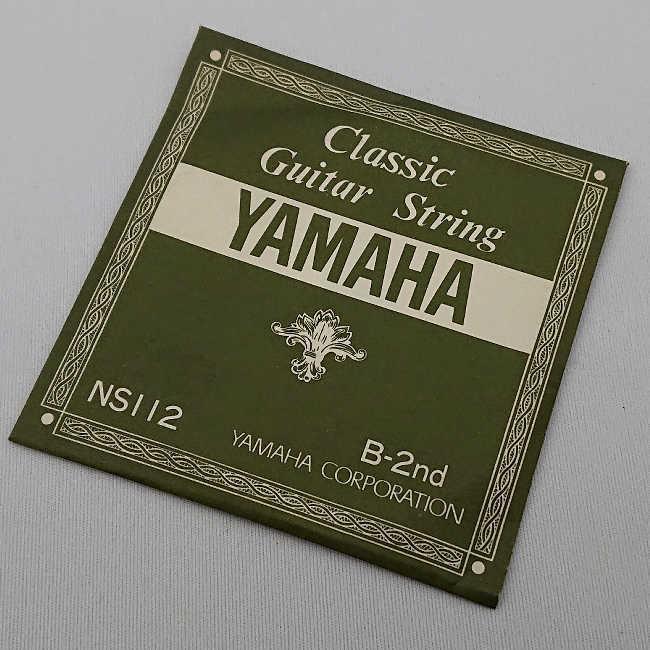 Classic
Guitar String
YAMAHA
NS112
B-2nd
YAMAHA CORPORATION